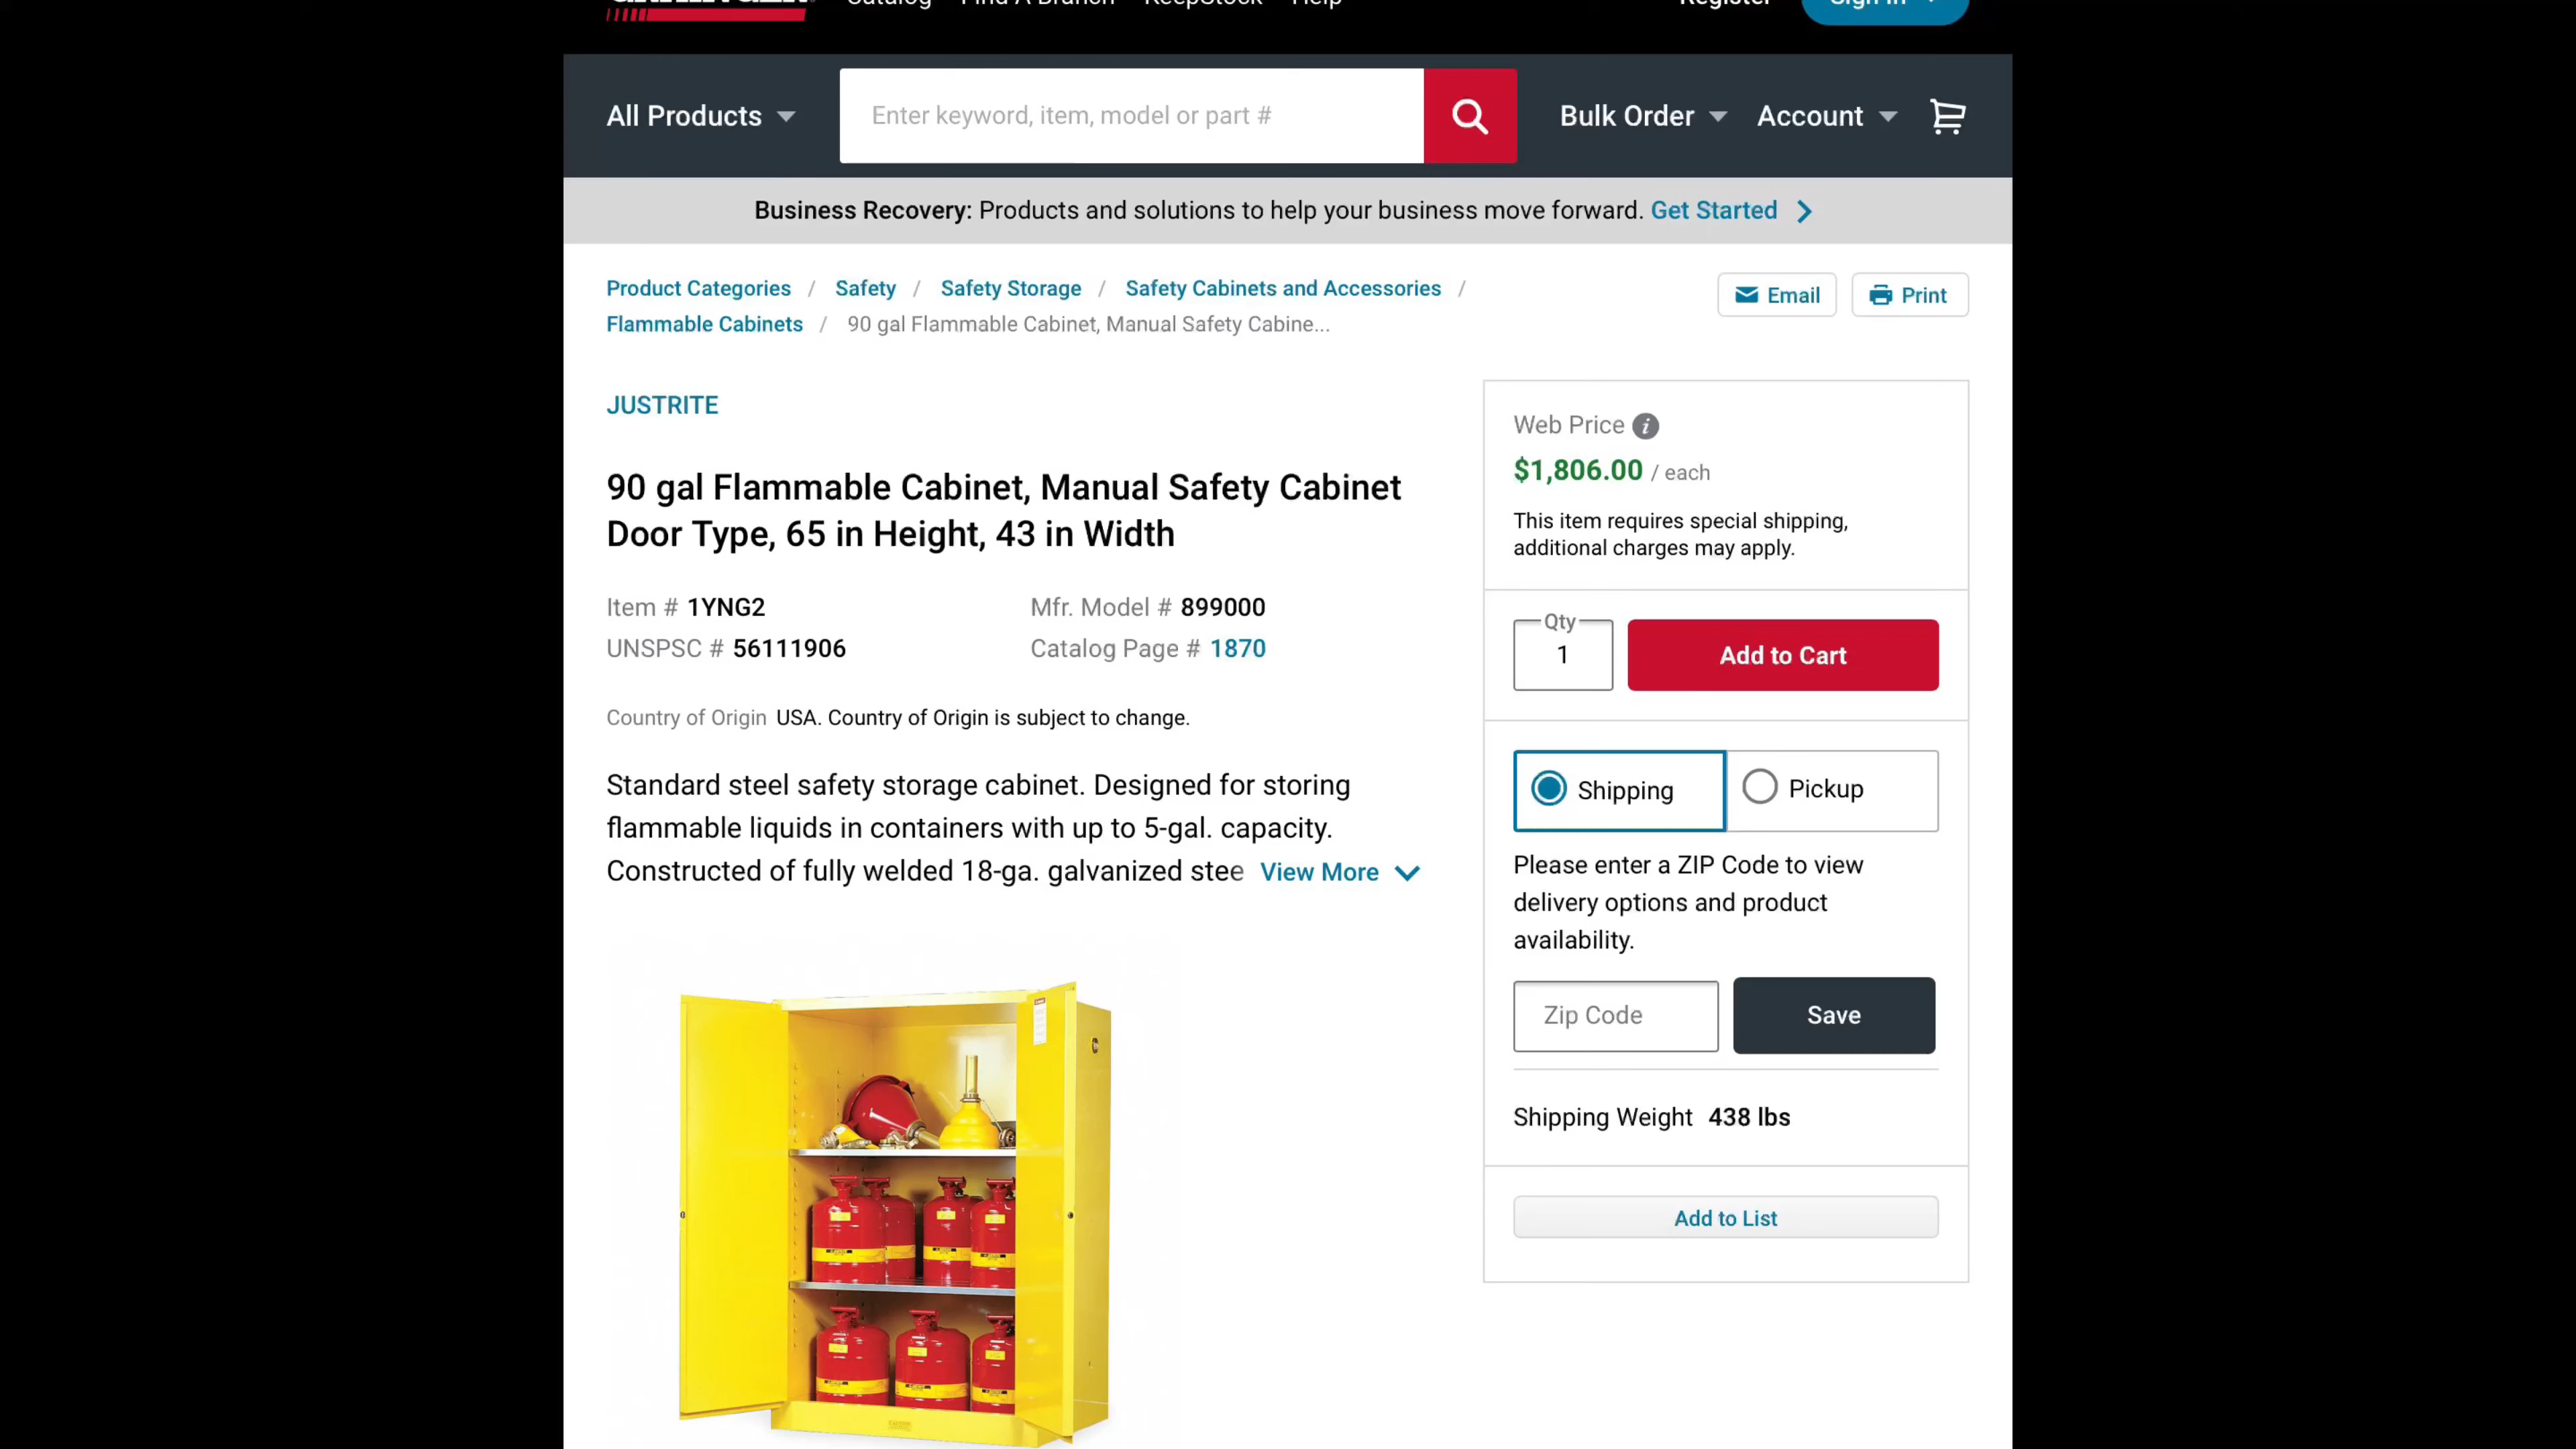 Catalog Find A Branch KeepStock Help Register Sign In
All Products Enter keyword, item, model or part # Bulk Order Account
Business Recovery: Products and solutions to help your business move forward. Get Started
Product Categories / Safety / Safety Storage / Safety Cabinets and Accessories /
Flammable Cabinets / 90 gal Flammable Cabinet, Manual Safety Cabine...
Email Print
JUSTRITE
90 gal Flammable Cabinet, Manual Safety Cabinet
Door Type, 65 in Height, 43 in Width
Item # 1YNG2 Mfr. Model # 899000
UNSPSC # 56111906 Catalog Page # 1870
Country of Origin USA. Country of Origin is subject to change.
Standard steel safety storage cabinet. Designed for storing
flammable liquids in containers with up to 5-gal. capacity.
Constructed of fully welded 18-ga. galvanized stee View More
Web Price
$1,806.00 / each
This item requires special shipping,
additional charges may apply.
Qty
1
Add to Cart
Shipping Pickup
Please enter a ZIP Code to view
delivery options and product
availability.
Zip Code Save
Shipping Weight 438 lbs
Add to List